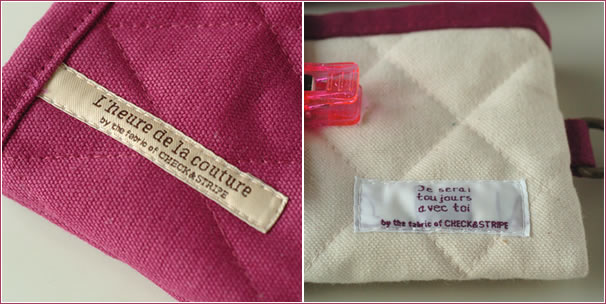 L'heure de la couture
by the fabric of CHECK&STRIPE
Je serai
toujours
avec toi
by the fabric of CHECK&STRIPE